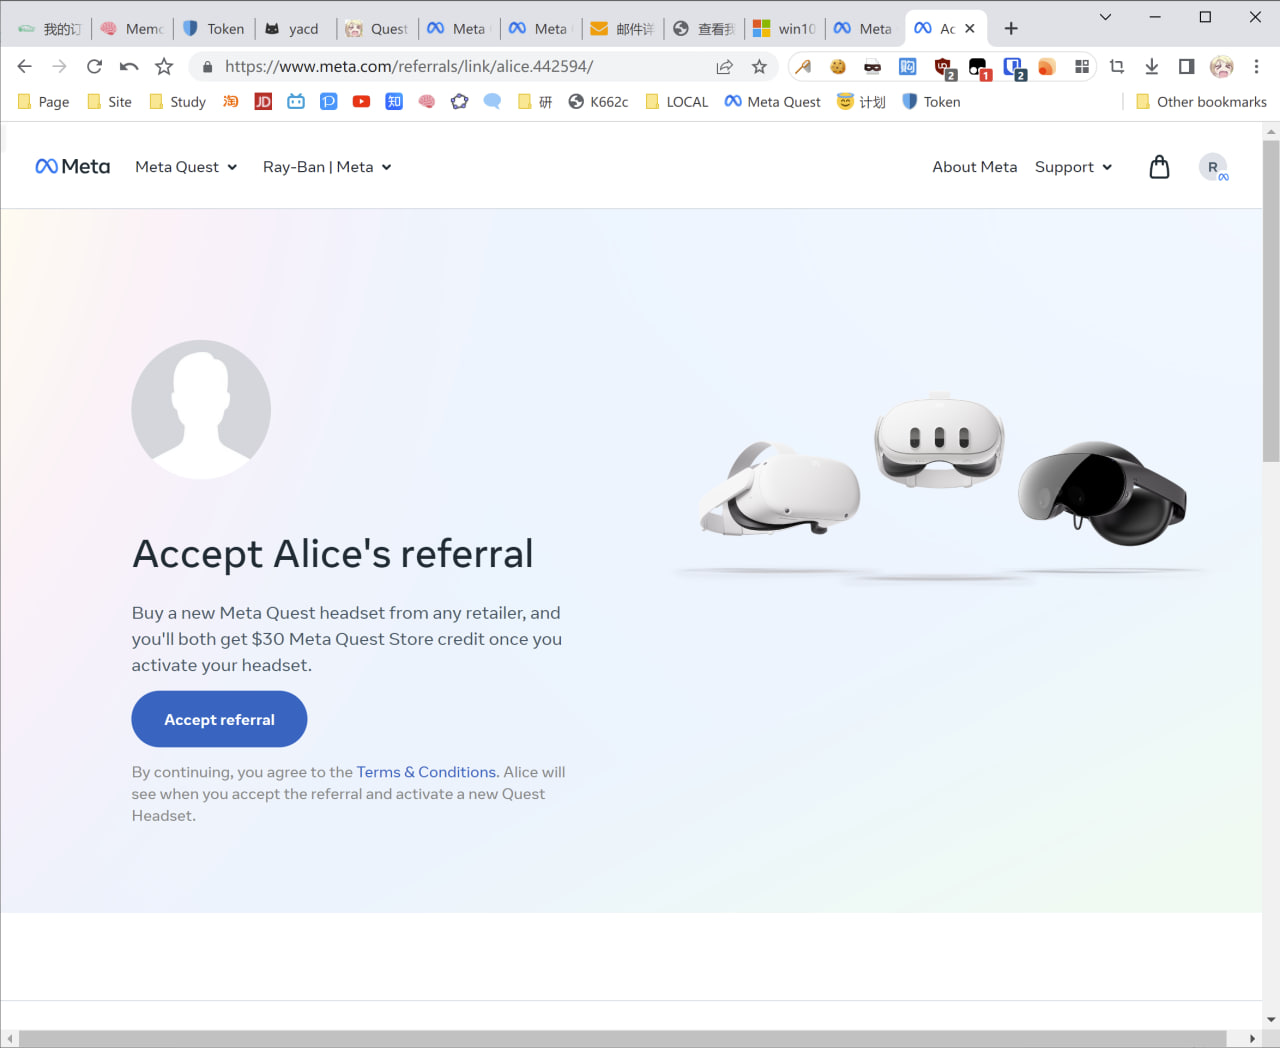 我的订
Memo
Token
yacd
Quest
Meta
Meta
邮件详
查看我
win10
Meta
Ac
https://www.meta.com/referrals/link/alice.442594/
2
1
2
Page
Site
Study
淘
JD
知
研
K662c
LOCAL
Meta Quest
计划
Token
Other bookmarks
Meta
Meta Quest
Ray-Ban | Meta
About Meta
Support
R
Accept Alice's referral
Buy a new Meta Quest headset from any retailer, and
you'll both get $30 Meta Quest Store credit once you
activate your headset.
Accept referral
By continuing, you agree to the Terms & Conditions. Alice will
see when you accept the referral and activate a new Quest
Headset.